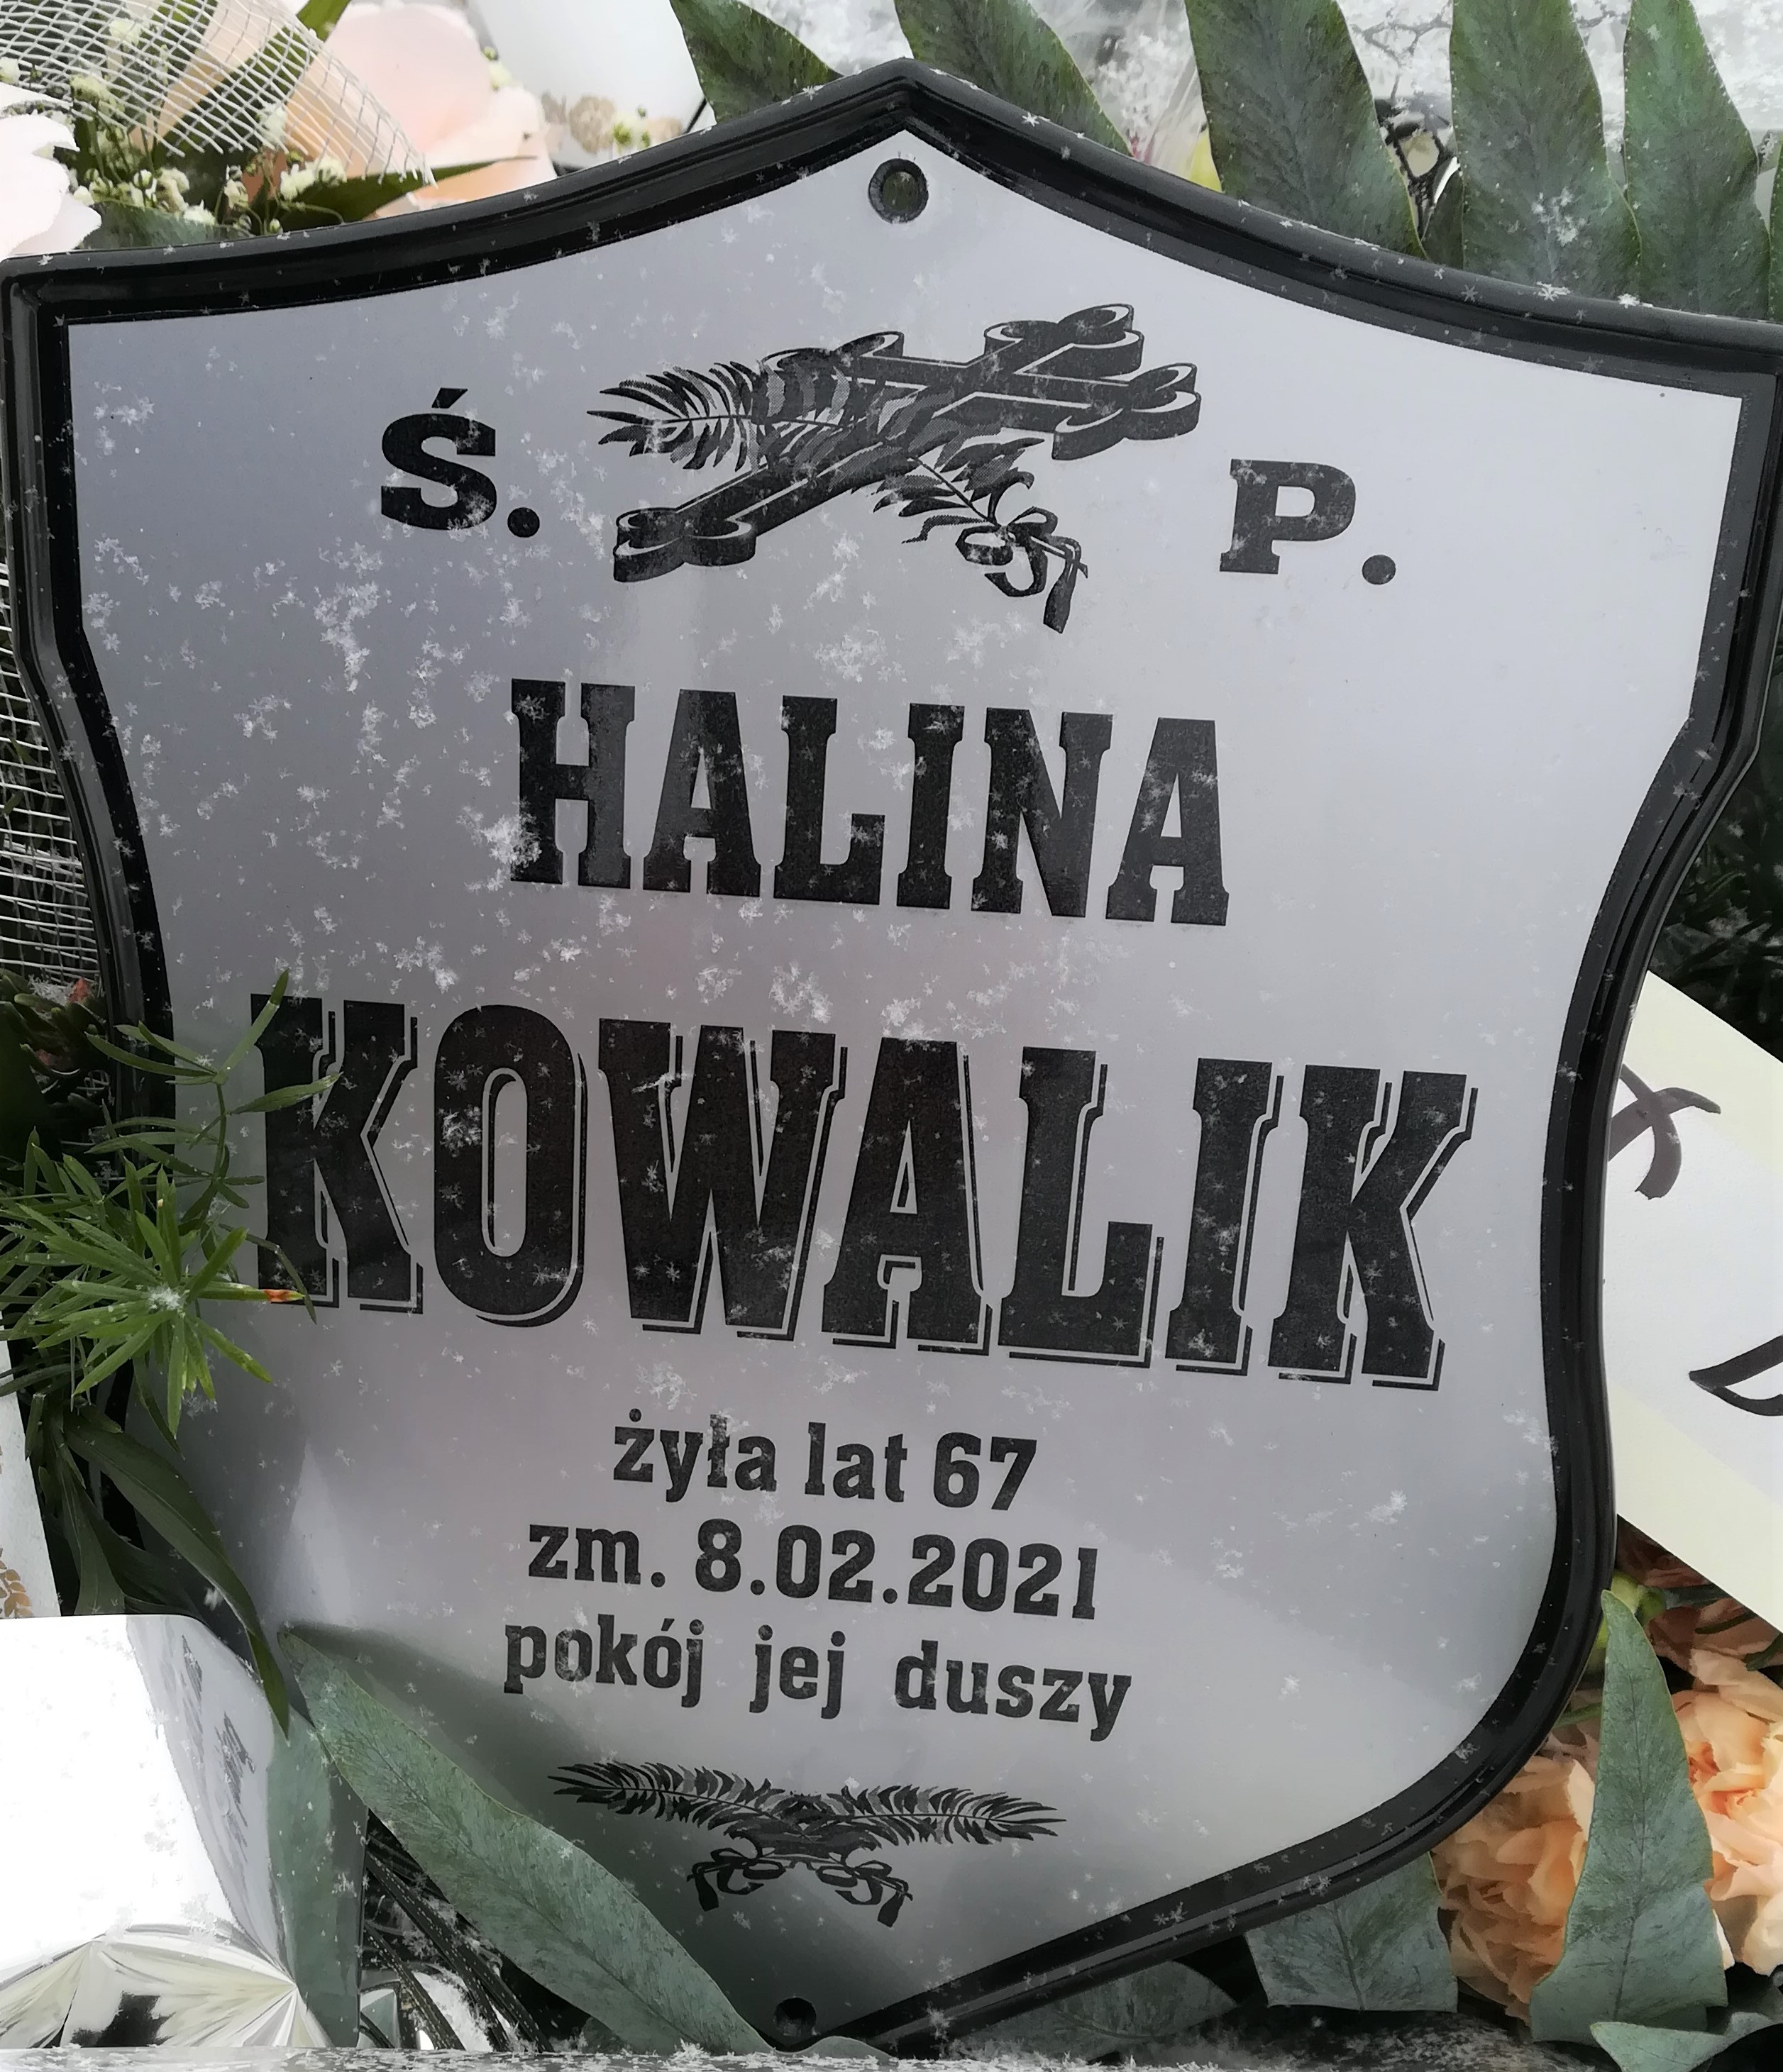 Ś. P.
HALINA
KOWALIK
żyła lat 67
zm. 8.02.2021
pokój jej duszy